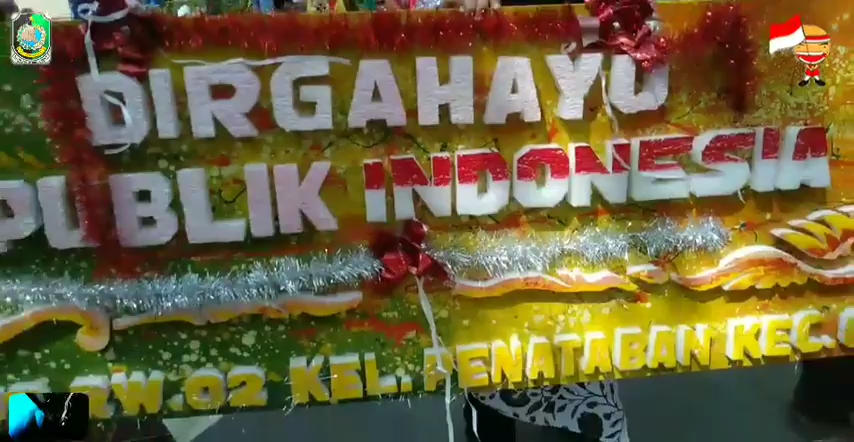 DIRGAHAYU
PUBLIK INDONESIA
RW.02 KEL. PENATABAN KEC.